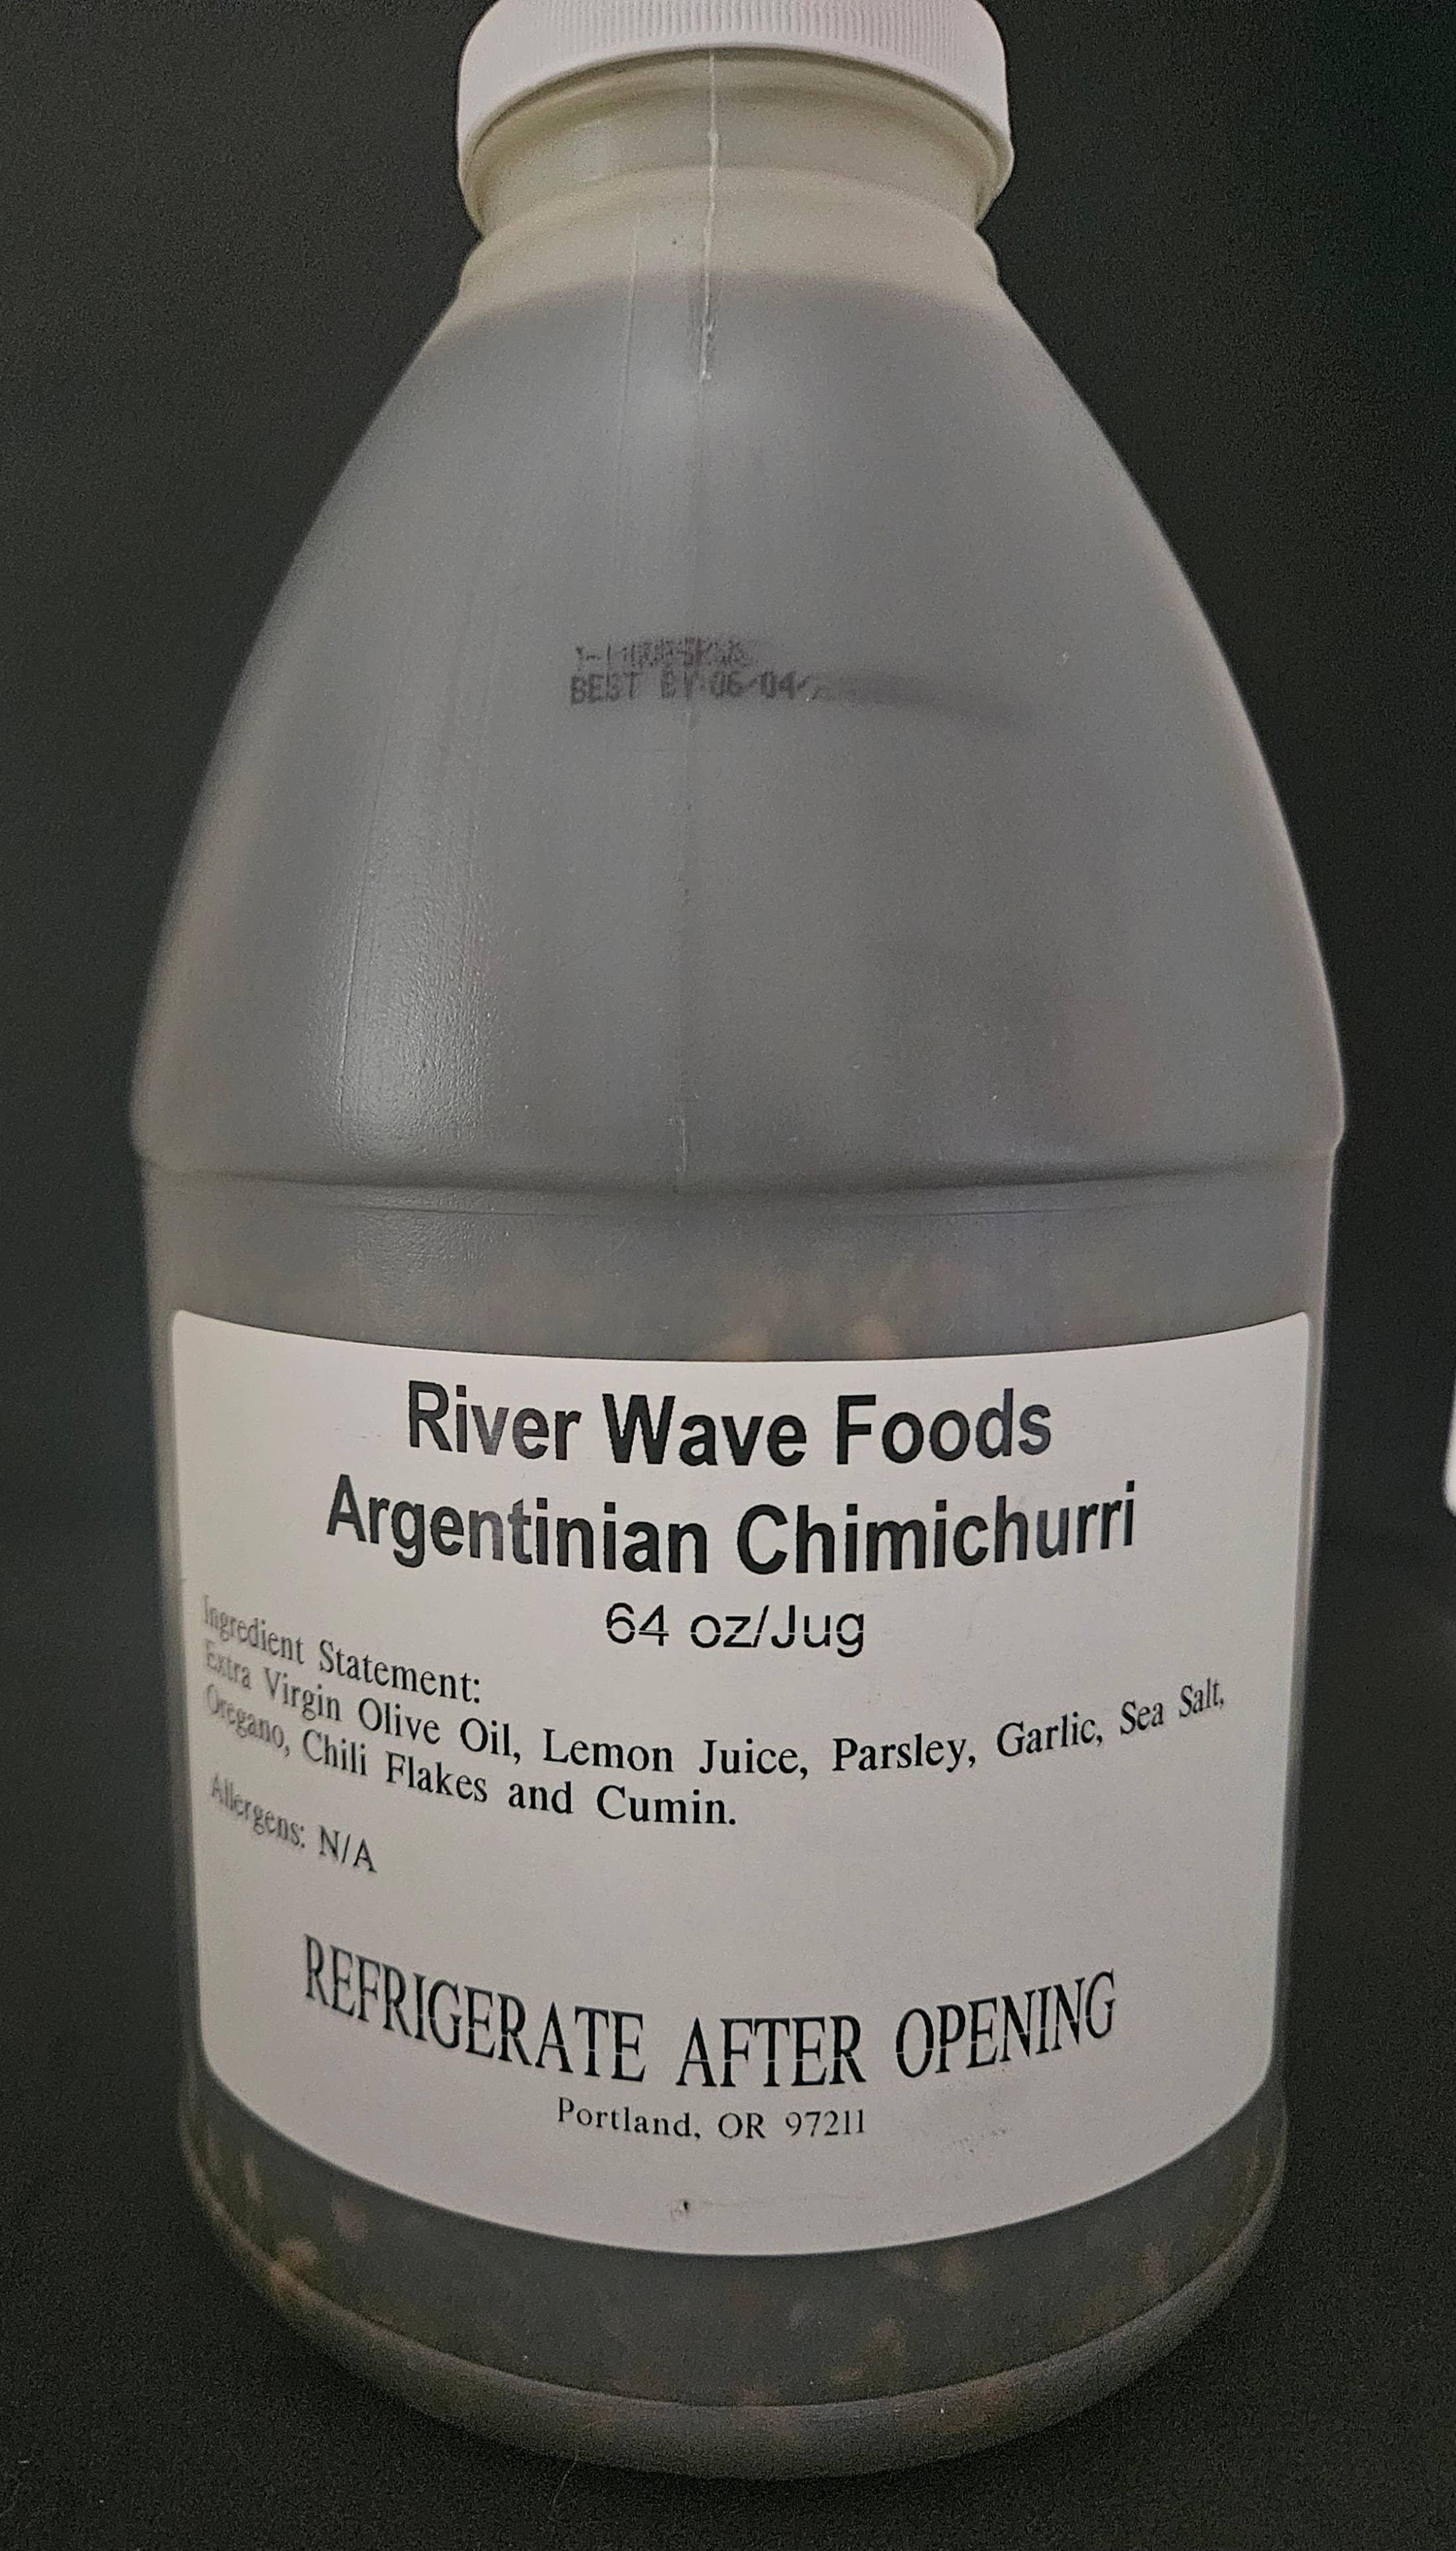 BEST BY 06/04/
River Wave Foods
Argentinian Chimichurri
64 oz/Jug
Ingredient Statement:
Extra Virgin Olive Oil, Lemon Juice, Parsley, Garlic, Sea Salt,
Oregano, Chili Flakes and Cumin.
Allergens: N/A
REFRIGERATE AFTER OPENING
Portland, OR 97211